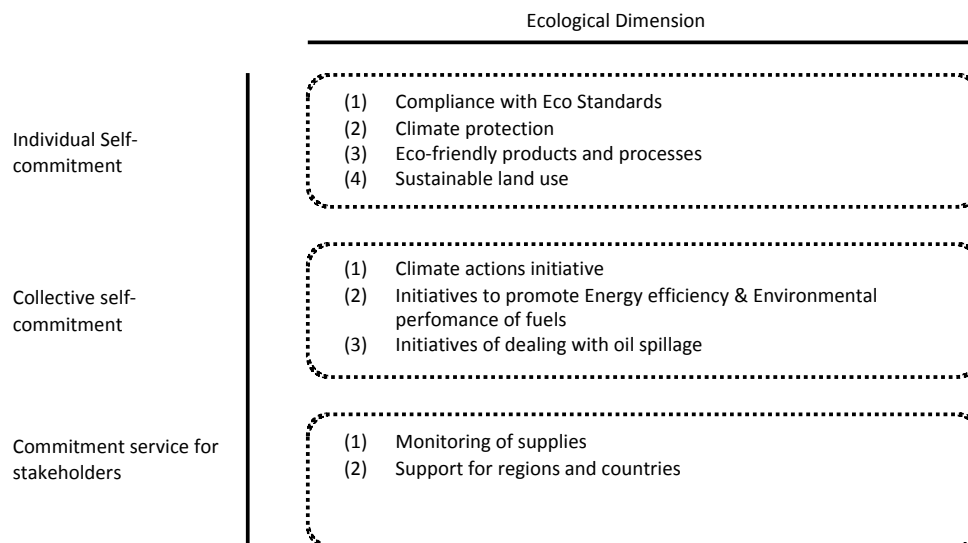 Ecological Dimension
Individual Self-
commitment
(1) Compliance with Eco Standards
(2) Climate protection
(3) Eco-friendly products and processes
(4) Sustainable land use
Collective self-
commitment
(1) Climate actions initiative
(2) Initiatives to promote Energy efficiency & Environmental
perfomance of fuels
(3) Initiatives of dealing with oil spillage
Commitment service for
stakeholders
(1) Monitoring of supplies
(2) Support for regions and countries